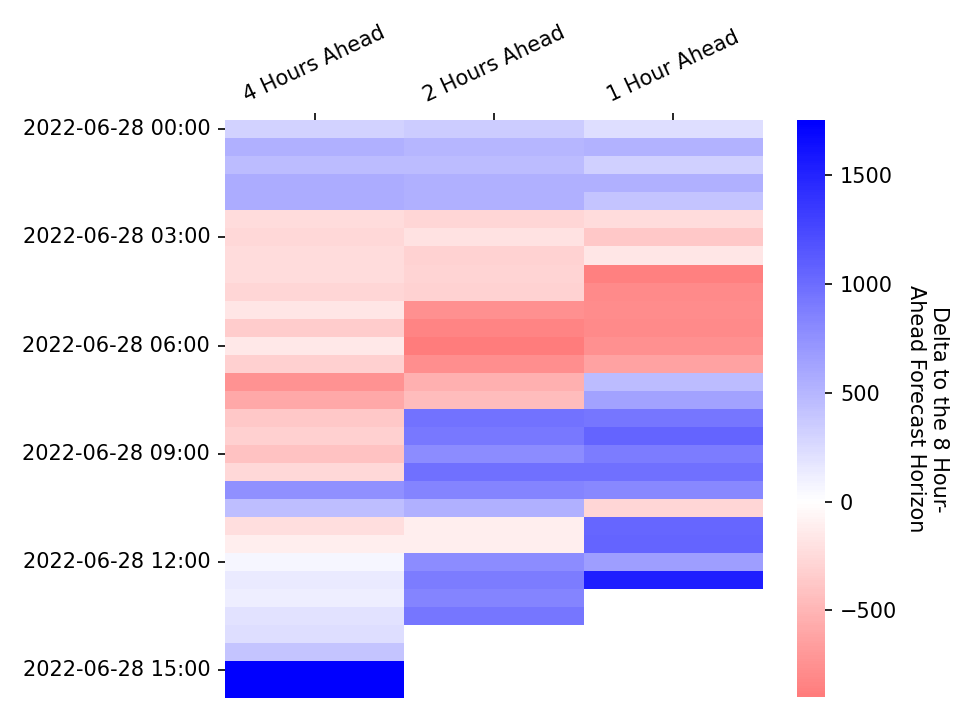 4 Hours Ahead
2 Hours Ahead
1 Hour Ahead
2022-06-28 00:00
2022-06-28 03:00
2022-06-28 06:00
2022-06-28 09:00
2022-06-28 12:00
2022-06-28 15:00
1500
1000
500
0
−500
Delta to the 8 Hour-
Ahead Forecast Horizon